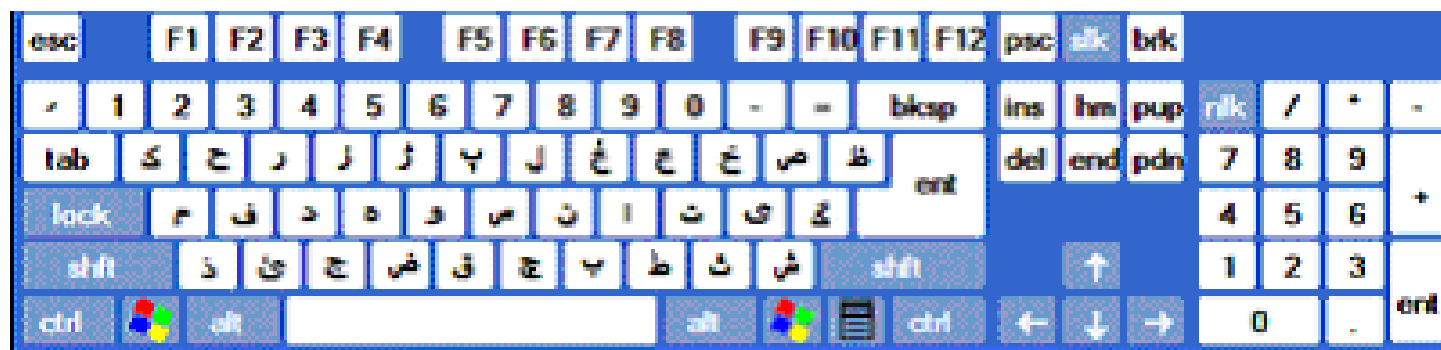 esc F1 F2 F3 F4 F5 F6 F7 F8 F9 F10 F11 F12 psc slk brk
1 2 3 4 5 6 7 8 9 0 - = bksp ins hm pup nlk / * -
tab ک ر ژ پ ل غ ع خ ص ظ del end pdn 7 8 9 +
lock م ف د ه و ن ا ت ی گ ent 4 5 6
shft ذ ئ ج ض ق چ ب ط ث ش shft ↑ 1 2 3
ctrl alt alt ctrl ← ↓ → 0 . ent